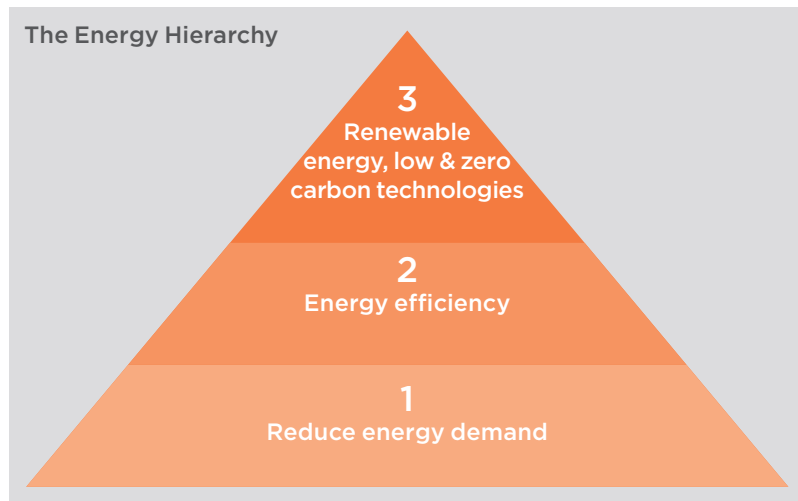 The Energy Hierarchy
3
Renewable
energy, low & zero
carbon technologies
2
Energy efficiency
1
Reduce energy demand